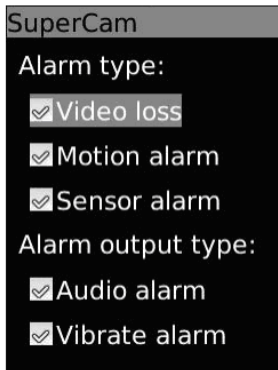 SuperCam
Alarm type:
Video loss
Motion alarm
Sensor alarm
Alarm output type:
Audio alarm
Vibrate alarm